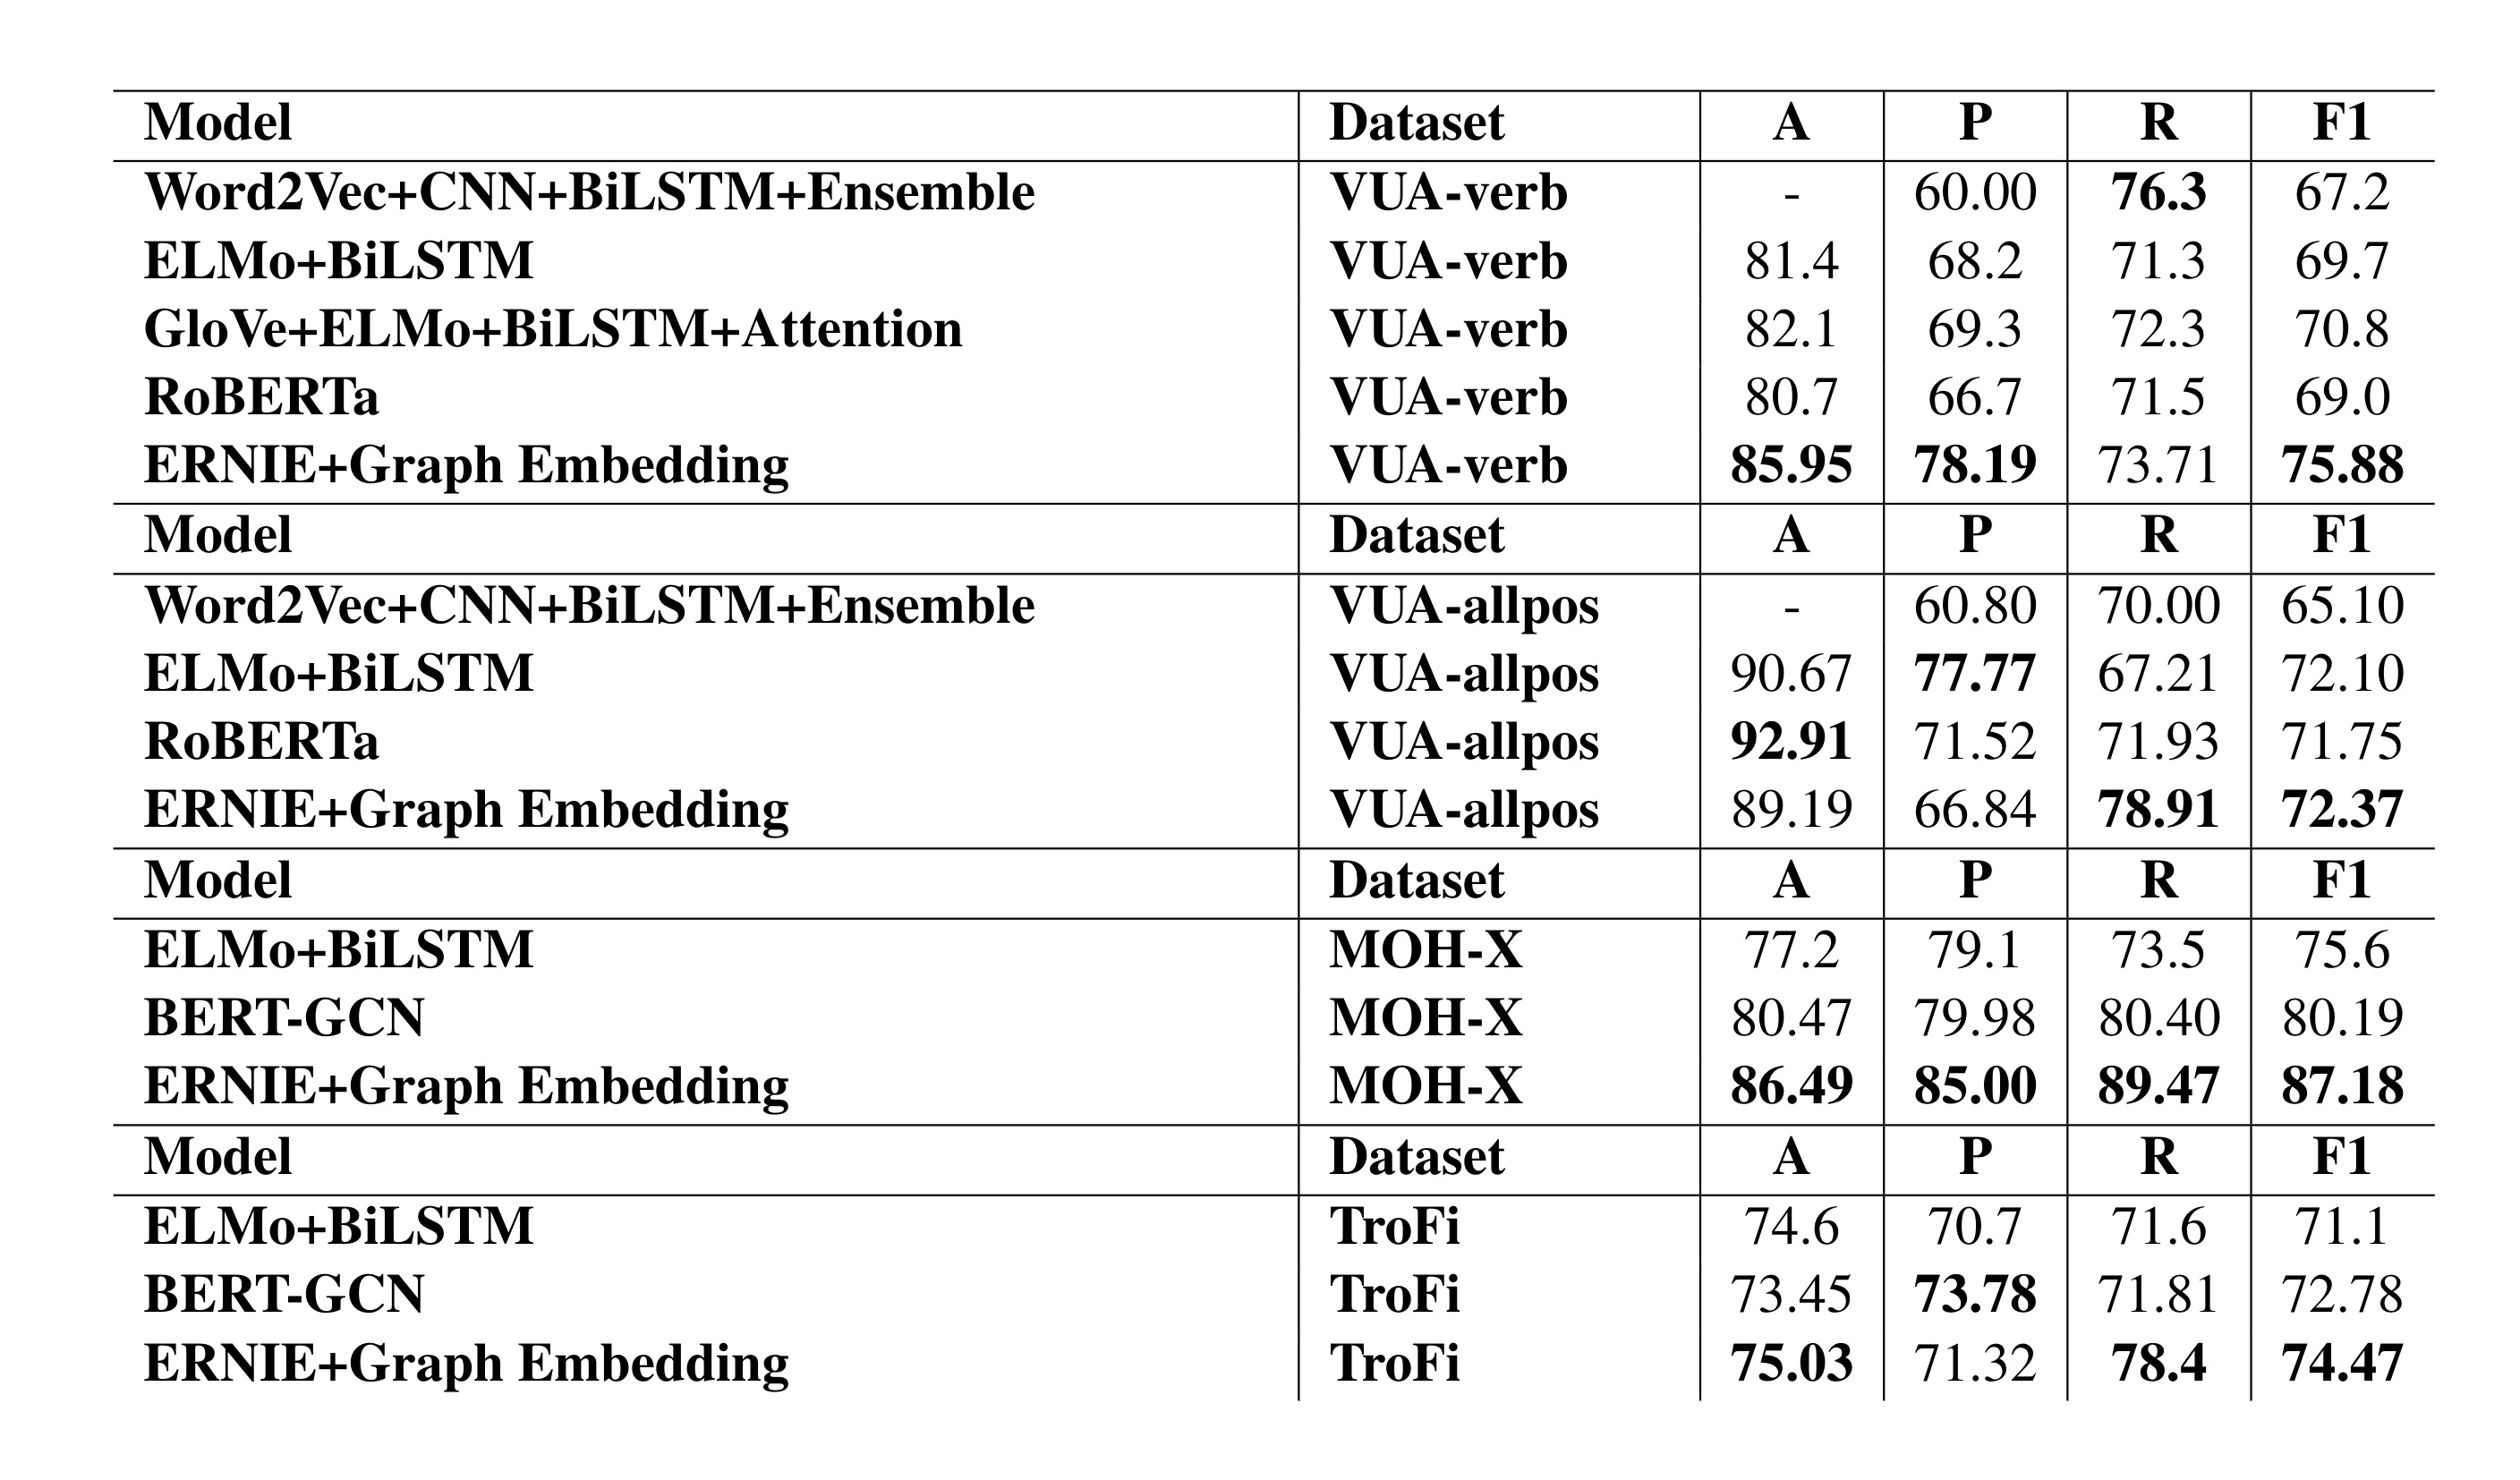 Model Dataset A P R F1
Word2Vec+CNN+BiLSTM+Ensemble VUA-verb - 60.00 76.3 67.2
ELMo+BiLSTM VUA-verb 81.4 68.2 71.3 69.7
GloVe+ELMo+BiLSTM+Attention VUA-verb 82.1 69.3 72.3 70.8
RoBERTa VUA-verb 80.7 66.7 71.5 69.0
ERNIE+Graph Embedding VUA-verb 85.95 78.19 73.71 75.88
Model Dataset A P R F1
Word2Vec+CNN+BiLSTM+Ensemble VUA-allpos - 60.80 70.00 65.10
ELMo+BiLSTM VUA-allpos 90.67 77.77 67.21 72.10
RoBERTa VUA-allpos 92.91 71.52 71.93 71.75
ERNIE+Graph Embedding VUA-allpos 89.19 66.84 78.91 72.37
Model Dataset A P R F1
ELMo+BiLSTM MOH-X 77.2 79.1 73.5 75.6
BERT-GCN MOH-X 80.47 79.98 80.40 80.19
ERNIE+Graph Embedding MOH-X 86.49 85.00 89.47 87.18
Model Dataset A P R F1
ELMo+BiLSTM TroFi 74.6 70.7 71.6 71.1
BERT-GCN TroFi 73.45 73.78 71.81 72.78
ERNIE+Graph Embedding TroFi 75.03 71.32 78.4 74.47